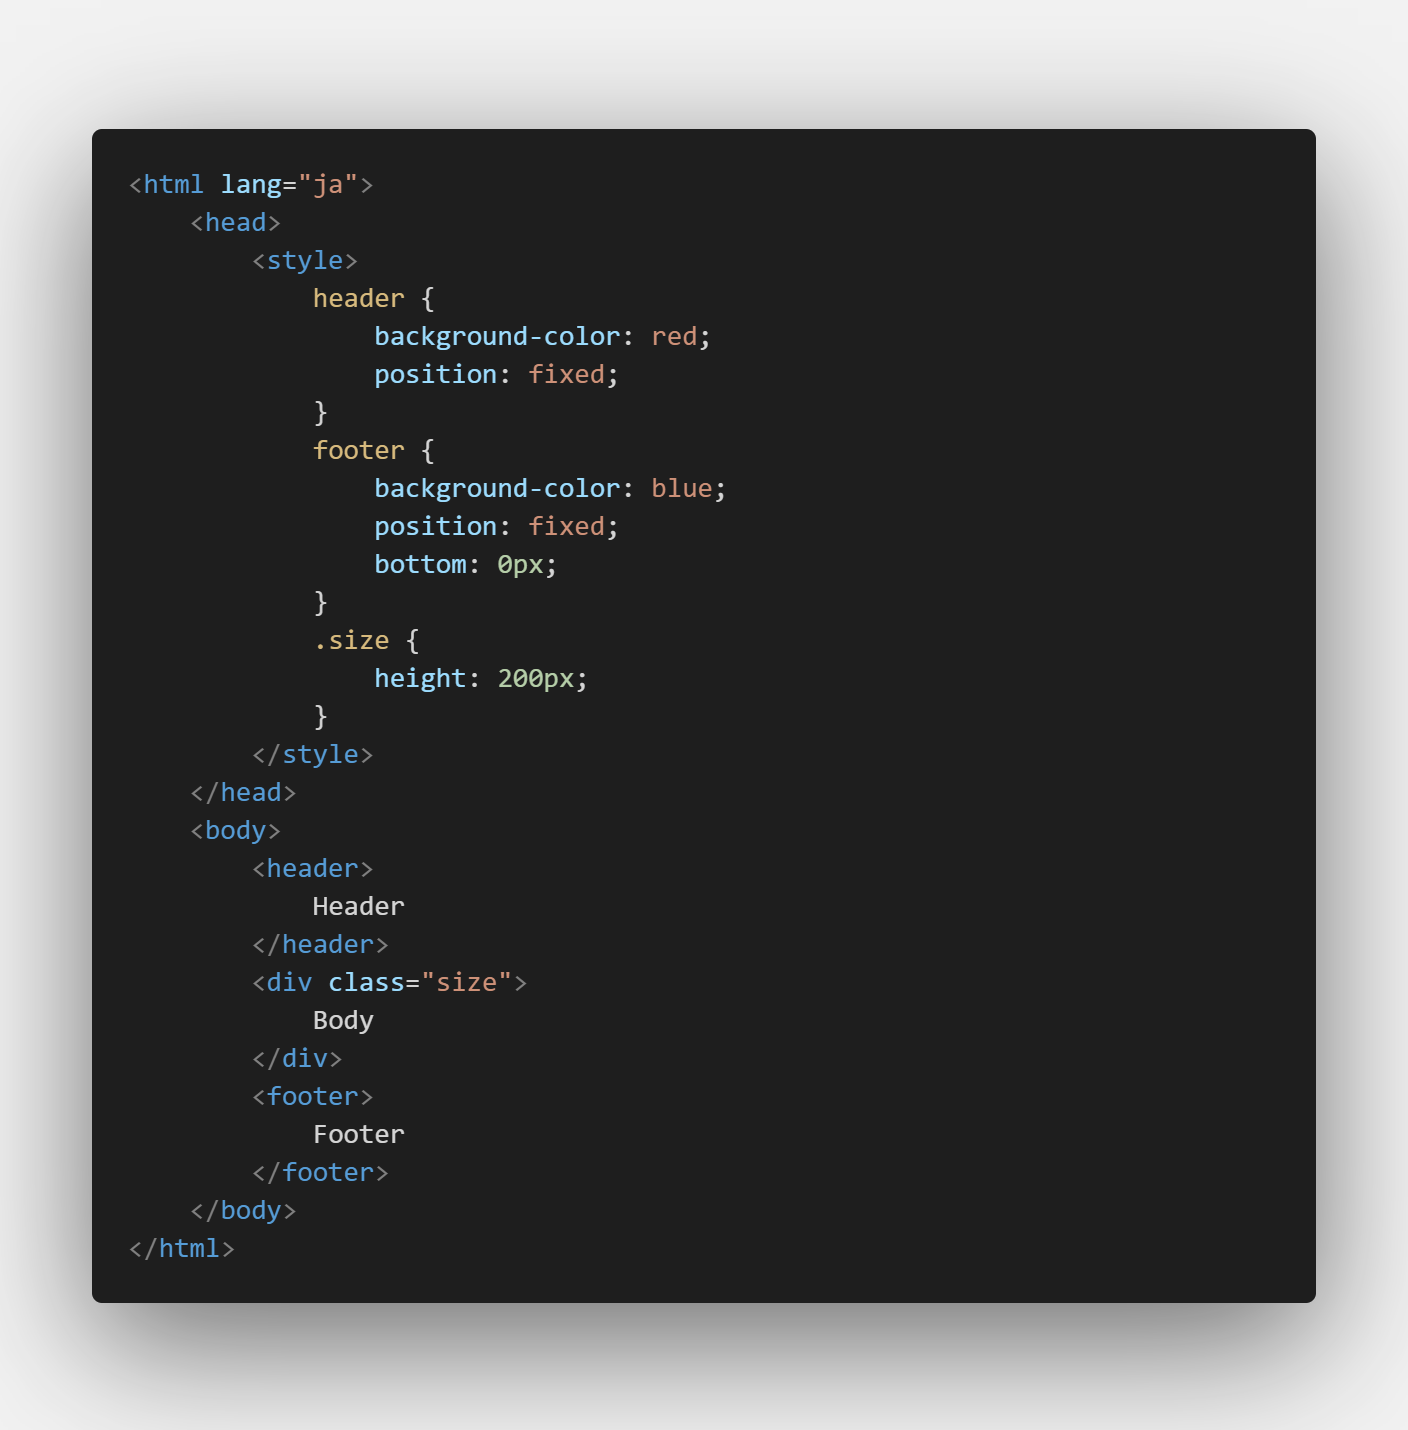 <html lang="ja">
    <head>
        <style>
            header {
                background-color: red;
                position: fixed;
            }
            footer {
                background-color: blue;
                position: fixed;
                bottom: 0px;
            }
            .size {
                height: 200px;
            }
        </style>
    </head>
    <body>
        <header>
            Header
        </header>
        <div class="size">
            Body
        </div>
        <footer>
            Footer
        </footer>
    </body>
</html>